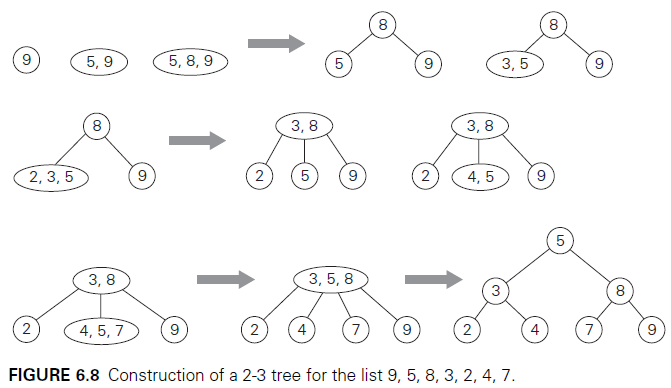 9 5, 9 5, 8, 9 8 5 9 8 3, 5 9
8 2, 3, 5 9 3, 8 2 5 9 3, 8 2 4, 5 9
3, 8 2 4, 5, 7 9 3, 5, 8 2 4 7 9 5 3 8 2 4 7 9
FIGURE 6.8 Construction of a 2-3 tree for the list 9, 5, 8, 3, 2, 4, 7.